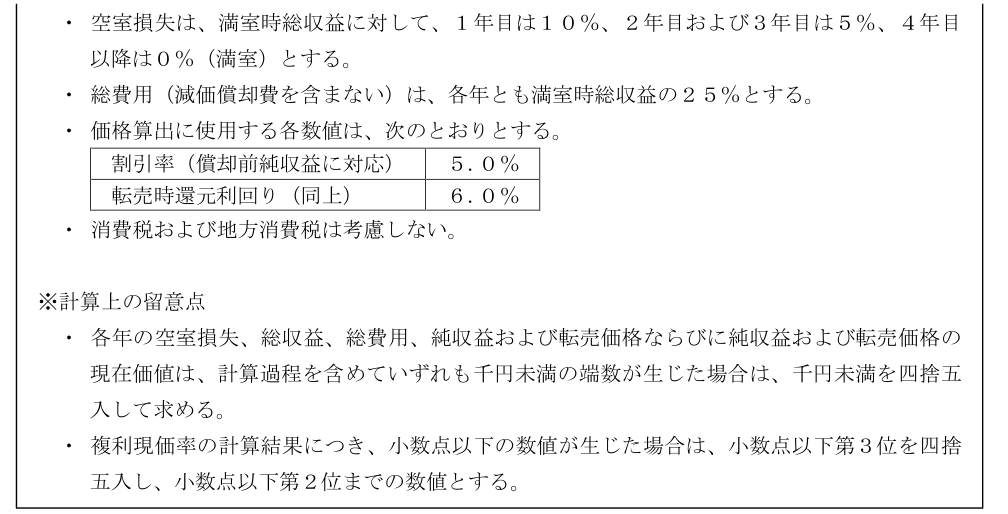 ・ 空室損失は、満室時総収益に対して、１年目は１０％、２年目および３年目は５％、４年目
以降は０％（満室）とする。
・ 総費用（減価償却費を含まない）は、各年とも満室時総収益の２５％とする。
・ 価格算出に使用する各数値は、次のとおりとする。
割引率（償却前純収益に対応） ５.０％
転売時還元利回り（同上） ６.０％
・ 消費税および地方消費税は考慮しない。
※計算上の留意点
・ 各年の空室損失、総収益、総費用、純収益および転売価格ならびに純収益および転売価格の
現在価値は、計算過程を含めていずれも千円未満の端数が生じた場合は、千円未満を四捨五
入して求める。
・ 複利現価率の計算結果につき、小数点以下の数値が生じた場合は、小数点以下第３位を四捨
五入し、小数点以下第２位までの数値とする。